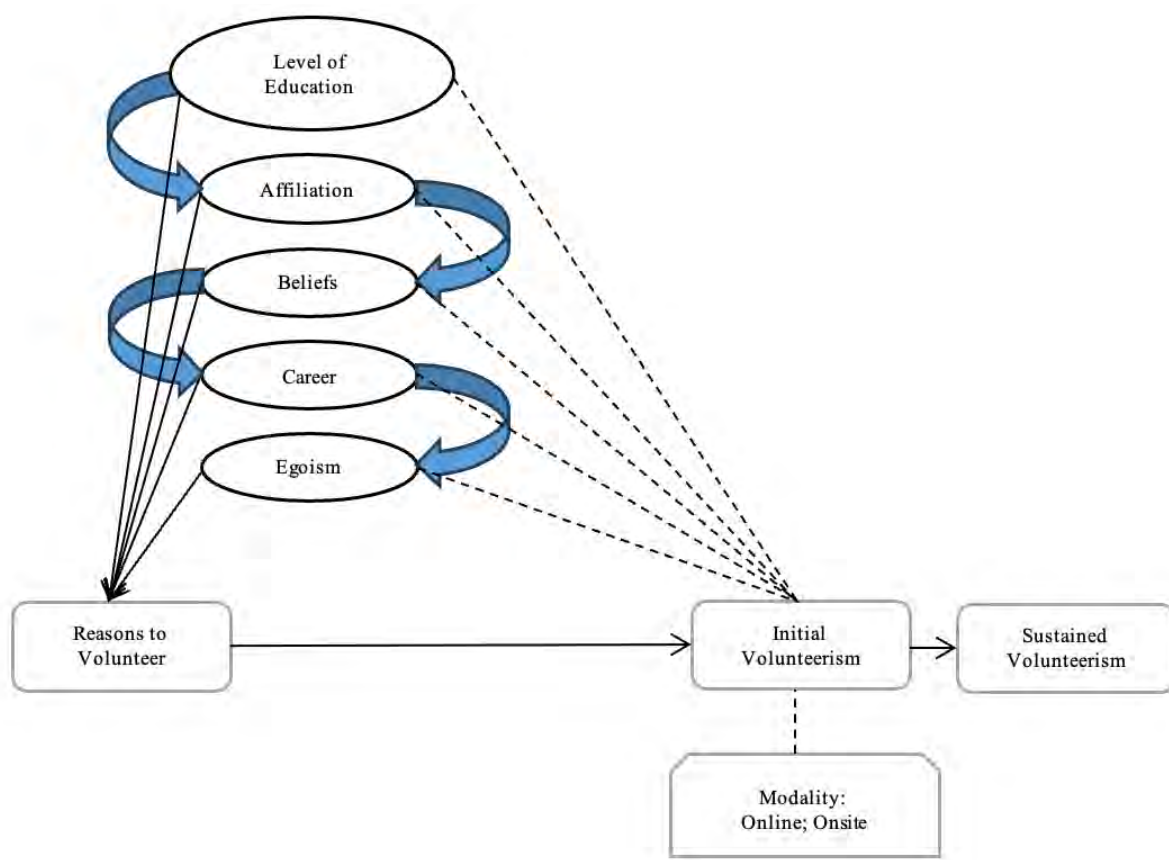 Level of
Education
Affiliation
Beliefs
Career
Egoism
Reasons to
Volunteer
Initial
Volunteerism
Sustained
Volunteerism
Modality:
Online; Onsite